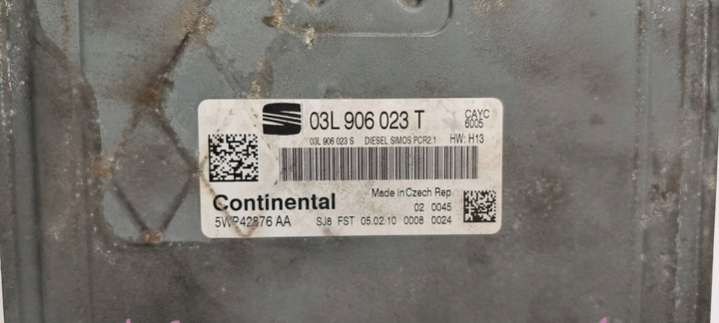 03L 906 023 T
CAYC
6005
03L 906 023 S DIESEL SIMOS PCR2.1 HW: H13
Continental
Made in Czech Rep
02 0045
5WP42876 AA SJ8 FST 05.02.10 0008 0024